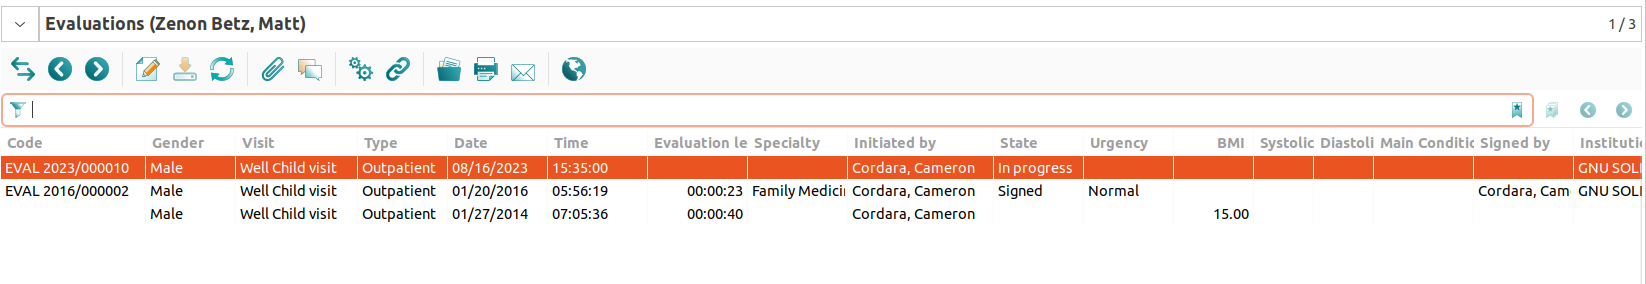 Evaluations (Zenon Betz, Matt) 1 / 3
Code Gender Visit Type Date Time Evaluation le Specialty Initiated by State Urgency BMI Systolic Diastoli Main Conditic Signed by Instituti
EVAL 2023/000010 Male Well Child visit Outpatient 08/16/2023 15:35:00 Cordara, Cameron In progress GNU SOLI
EVAL 2016/000002 Male Well Child visit Outpatient 01/20/2016 05:56:19 00:00:23 Family Medicin Cordara, Cameron Signed Normal Cordara, Cam GNU SOLI
Male Well Child visit Outpatient 01/27/2014 07:05:36 00:00:40 Cordara, Cameron 15.00